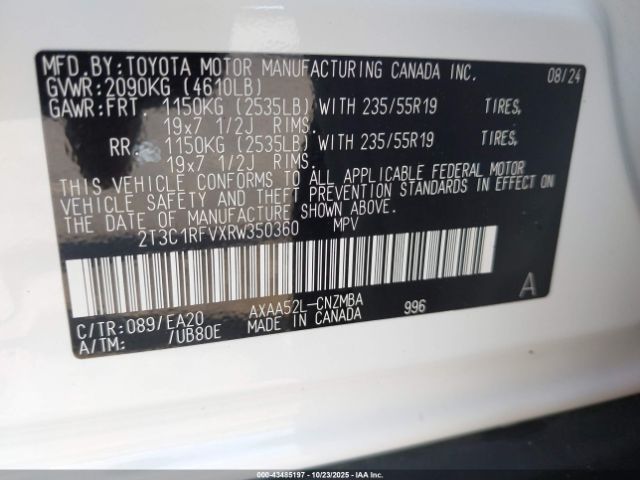 MFD.BY:TOYOTA MOTOR MANUFACTURING CANADA INC. 08/24
GVWR:2090KG (4610LB)
GAWR:FRT. 1150KG (2535LB) WITH 235/55R19 TIRES,
19x7 1/2J RIMS.
RR. 1150KG (2535LB) WITH 235/55R19 TIRES,
19x7 1/2J RIMS.
THIS VEHICLE CONFORMS TO ALL APPLICABLE FEDERAL MOTOR
VEHICLE SAFETY AND THEFT PREVENTION STANDARDS IN EFFECT ON
THE DATE OF MANUFACTURE SHOWN ABOVE.
2T3C1RFVXRW350360 MPV
A
C/TR:089/EA20 AXAA52L-CNZMBA 996
A/TM: /UB80E MADE IN CANADA
000-43485197 - 10/23/2025 - IAA Inc.